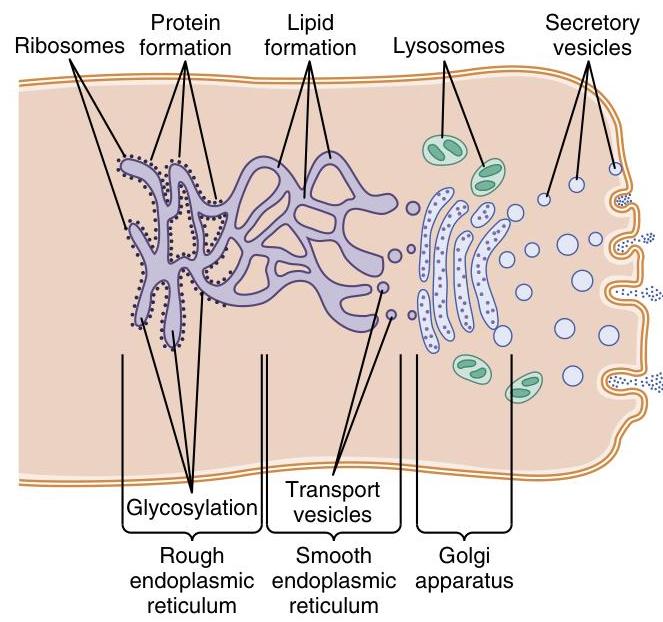 Ribosomes
Protein
formation
Lipid
formation
Lysosomes
Secretory
vesicles
Glycosylation
Transport
vesicles
Rough
endoplasmic
reticulum
Smooth
endoplasmic
reticulum
Golgi
apparatus